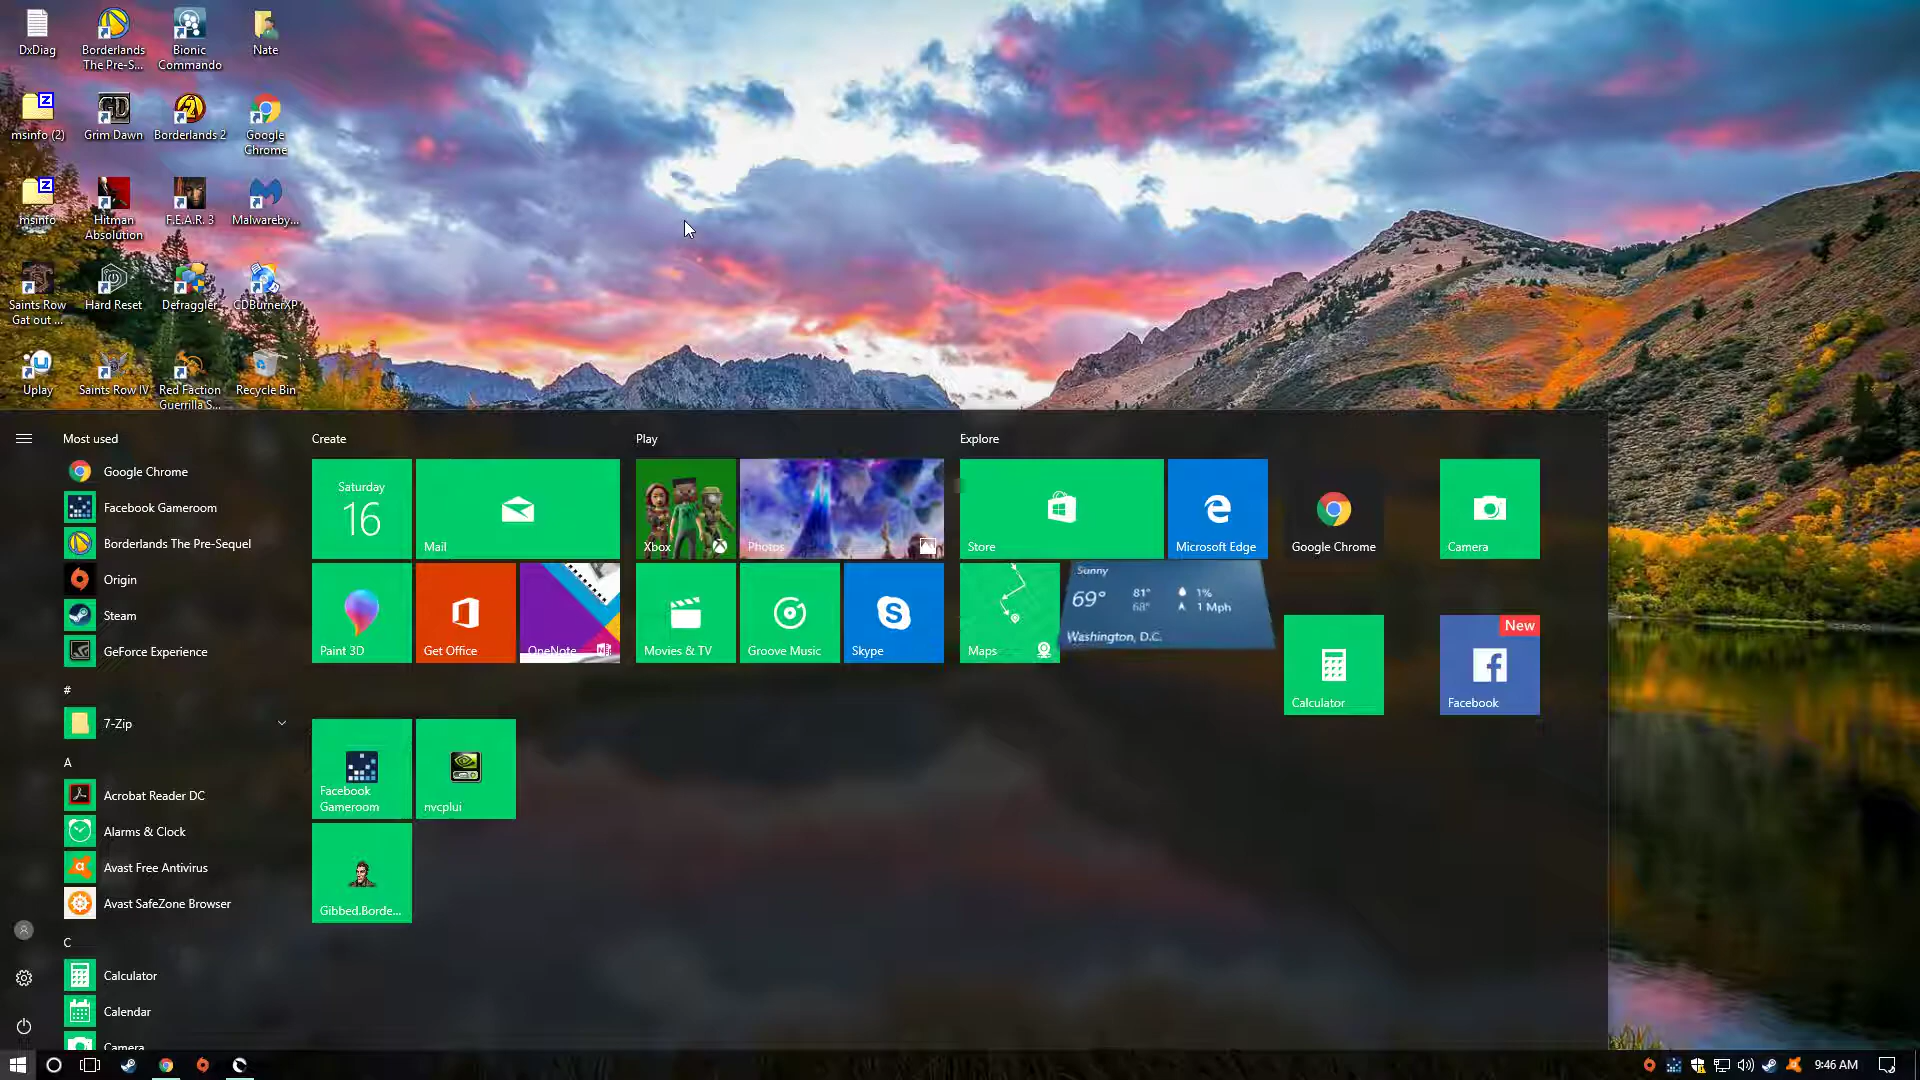 DxDiag
Borderlands
The Pre-S...
Bionic
Commando
Nate
msinfo (2)
Grim Dawn
Borderlands 2
Google
Chrome
msinfo
Hitman
Absolution
F.E.A.R. 3
Malwareby...
Saints Row
Gat out ...
Hard Reset
Defraggler
CDBurnerXP
Uplay
Saints Row IV
Red Faction
Guerrilla S...
Recycle Bin
Most used
Google Chrome
Facebook Gameroom
Borderlands The Pre-Sequel
Origin
Steam
GeForce Experience
#
7-Zip
A
Acrobat Reader DC
Alarms & Clock
Avast Free Antivirus
Avast SafeZone Browser
C
Calculator
Calendar
Camera
Create
Saturday
16
Mail
Paint 3D
Get Office
OneNote
Facebook
Gameroom
nvcplui
Gibbed.Borde...
Play
Xbox
Photos
Movies & TV
Groove Music
Skype
Explore
Store
Microsoft Edge
Google Chrome
Camera
Maps
Sunny
69° 81° 1%
68° 1 Mph
Washington, D.C.
Calculator
New
Facebook
9:46 AM